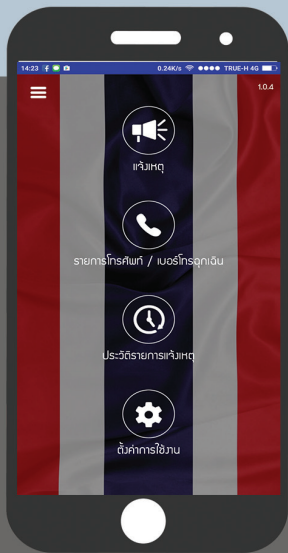 14:23 0.24K/s TRUE-H 4G
1.0.4
แจ้งเหตุ
รายการโทรศัพท์ / เบอร์โทรฉุกเฉิน
ประวัติรายการแจ้งเหตุ
ตั้งค่าการใช้งาน